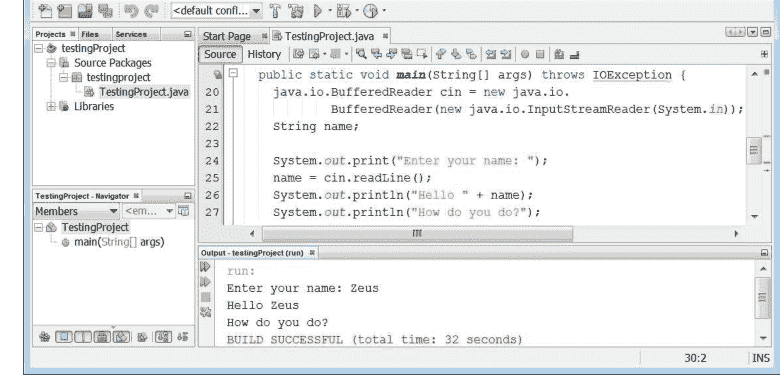 <default confi...
Projects
Files
Services
testingProject
Source Packages
testingproject
TestingProject.java
Libraries
Start Page
TestingProject.java
Source
History
public static void main(String[] args) throws IOException {
20 java.io.BufferedReader cin = new java.io.
21 BufferedReader(new java.io.InputStreamReader(System.in));
22 String name;
23
24 System.out.print("Enter your name: ");
25 name = cin.readLine();
26 System.out.println("Hello " + name);
27 System.out.println("How do you do?");
TestingProject - Navigator
Members
<em...
TestingProject
main(String[] args)
Output - testingProject (run)
run:
Enter your name: Zeus
Hello Zeus
How do you do?
BUILD SUCCESSFUL (total time: 32 seconds)
30:2
INS